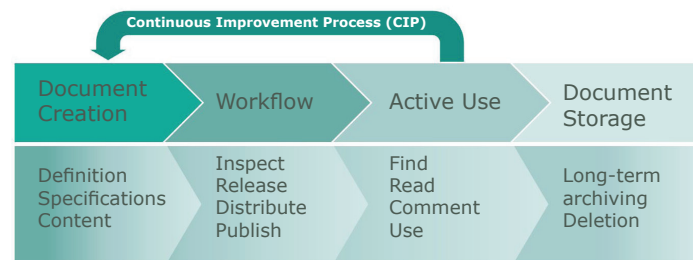 Continuous Improvement Process (CIP)
Document
Creation
Workflow
Active Use
Document
Storage
Definition
Specifications
Content
Inspect
Release
Distribute
Publish
Find
Read
Comment
Use
Long-term
archiving
Deletion